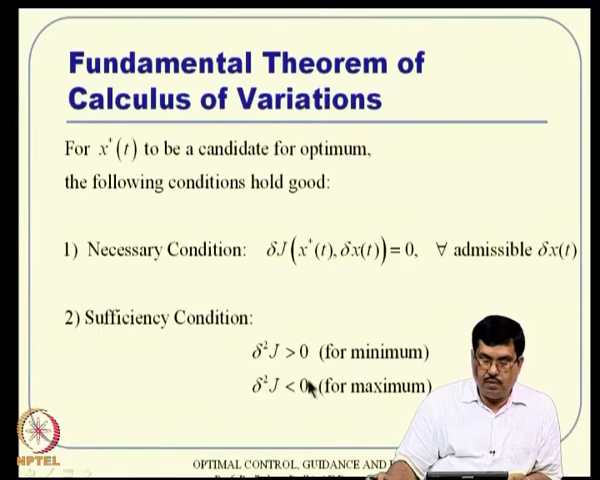 Fundamental Theorem of
Calculus of Variations
For x*(t) to be a candidate for optimum,
the following conditions hold good:
1) Necessary Condition: δJ(x*(t), δx(t)) = 0, ∀ admissible δx(t)
2) Sufficiency Condition:
δ²J > 0 (for minimum)
δ²J < 0 (for maximum)
NPTEL
OPTIMAL CONTROL, GUIDANCE AND